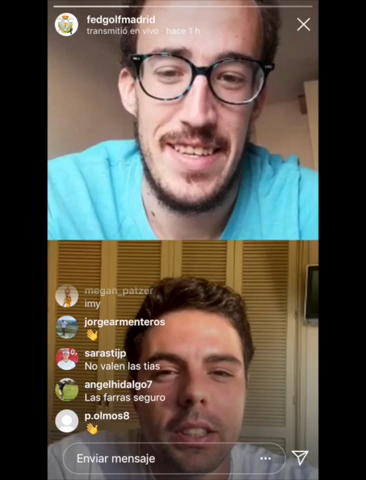 fedgolfmadrid
transmitió en vivo · hace 1 h
megan_patzer
imy
jorgearmenteros
👋
sarastijp
No valen las tias
angelhidalgo7
Las farras seguro
p.olmos8
👋
Enviar mensaje